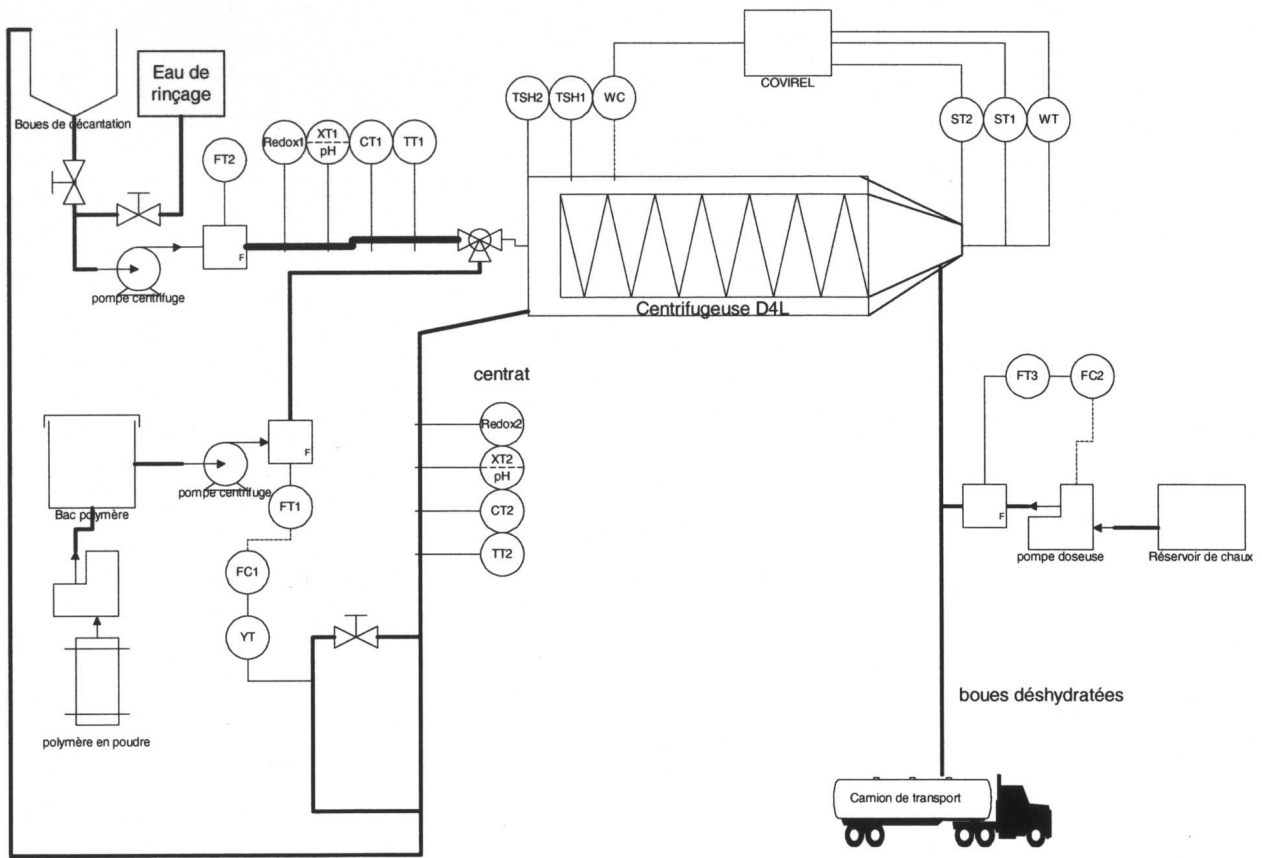 COVIREL
Eau de
rinçage
Boues de décantation
TSH2
TSH1
WC
ST2
ST1
WT
FT2
Redox1
XT1
pH
CT1
TT1
F
pompe centrifuge
Centrifugeuse D4L
centrat
FT3
FC2
Redox2
XT2
pH
CT2
TT2
F
pompe centrifuge
FT1
Bac polymère
F
pompe doseuse
Réservoir de chaux
FC1
YT
polymère en poudre
boues déshydratées
Camion de transport